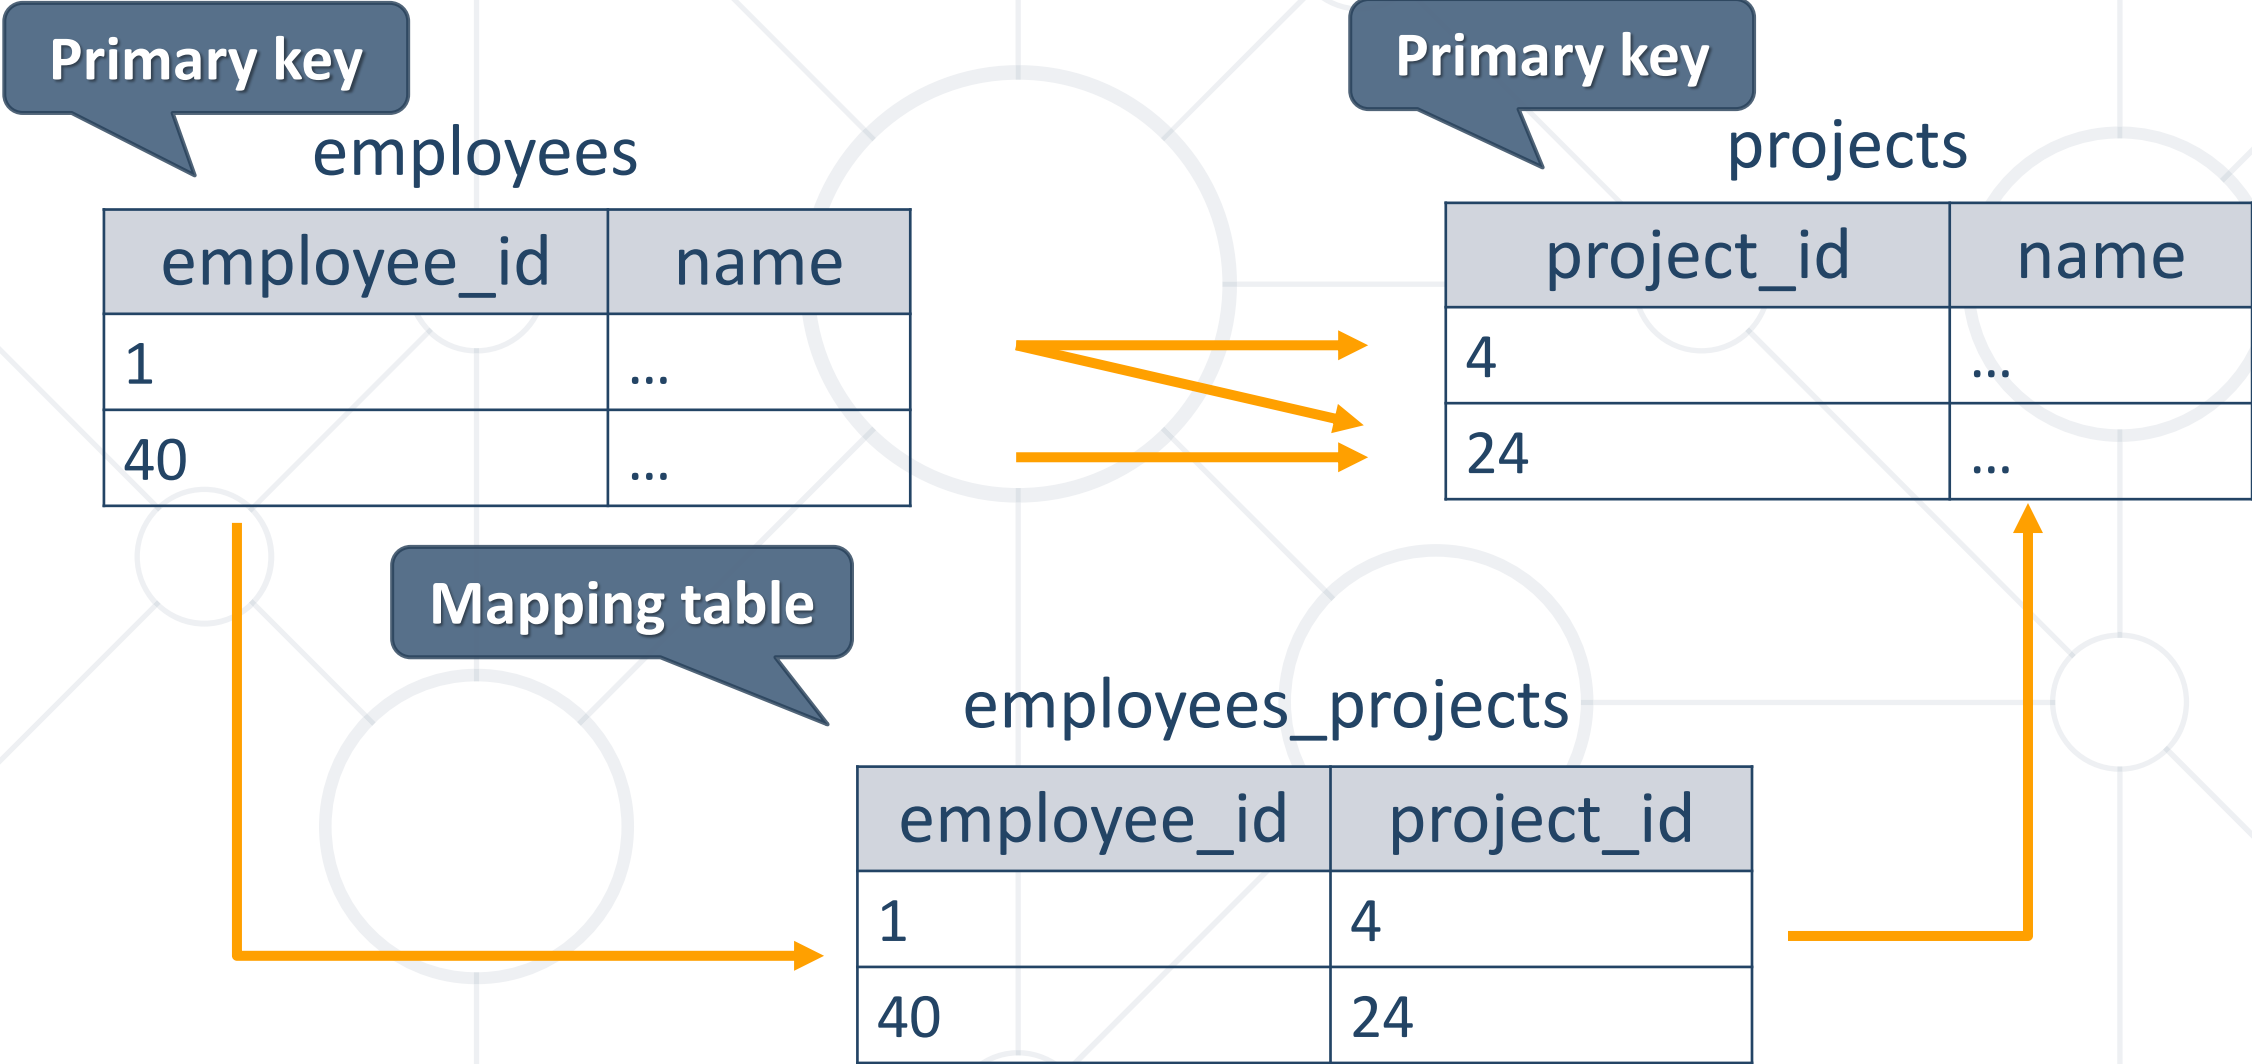 Primary key
Primary key
employees
projects
employee_id name
project_id name
1 ...
4 ...
40 ...
24 ...
Mapping table
employees_projects
employee_id project_id
1 4
40 24